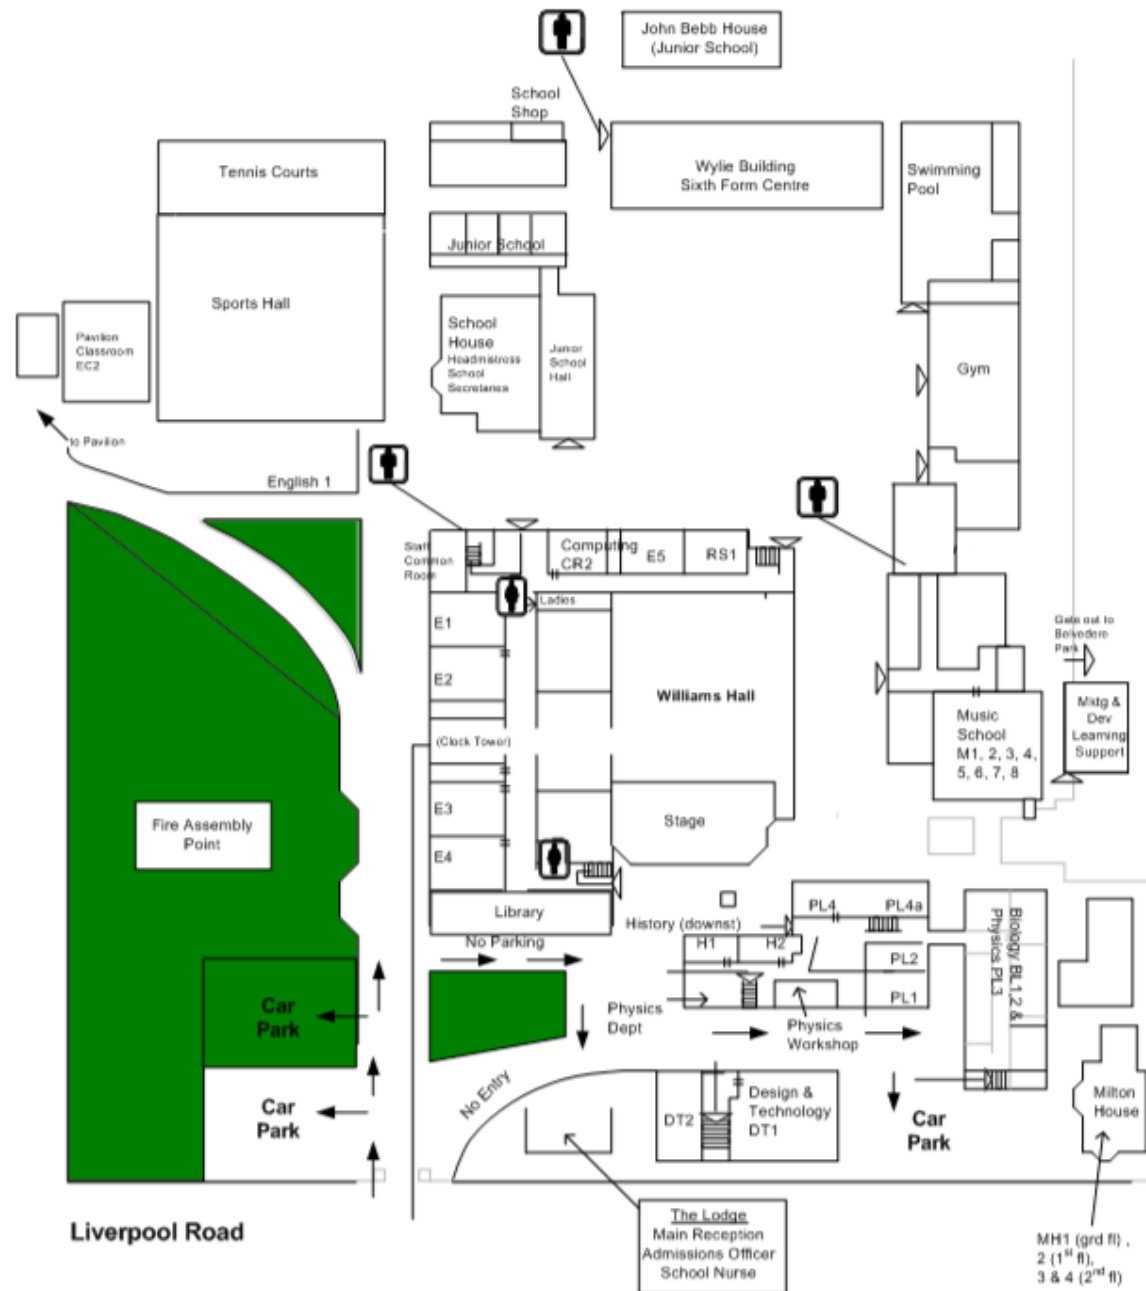 John Bebb House
(Junior School)
School
Shop
Wylie Building
Sixth Form Centre
Swimming
Pool
Tennis Courts
Junior School
Sports Hall
School
House
Headmistress
School
Secretaries
Junior
School
Hall
Pavilion
Classroom
EC2
Gym
to Pavilion
English 1
Staff
Common
Room
Computing
CR2
E5
RS1
Ladies
E1
E2
Williams Hall
(Clock Tower)
E3
E4
Stage
Library
Gate out to
Belvedere
Park
Music
School
M1, 2, 3, 4,
5, 6, 7, 8
Mktg &
Dev
Learning
Support
Fire Assembly
Point
No Parking
History (downst)
H1
H2
PL4
PL4a
PL2
PL1
Biology BL1,2 &
Physics PL3
Physics
Dept
Physics
Workshop
Car
Park
Car
Park
No Entry
DT2
Design &
Technology
DT1
Car
Park
Milton
House
Liverpool Road
The Lodge
Main Reception
Admissions Officer
School Nurse
MH1 (grd fl) ,
2 (1st fl),
3 & 4 (2nd fl)